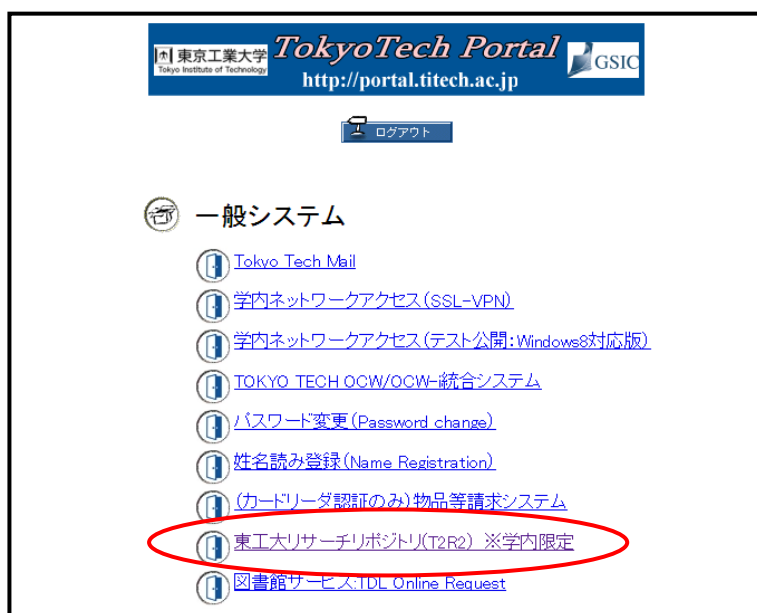 東京工業大学
Tokyo Institute of Technology
TokyoTech Portal
http://portal.titech.ac.jp
GSIC
ログアウト
一般システム
Tokyo Tech Mail
学内ネットワークアクセス(SSL-VPN)
学内ネットワークアクセス(テスト公開:Windows8対応版)
TOKYO TECH OCW/OCW-i統合システム
パスワード変更(Password change)
姓名読み登録(Name Registration)
(カードリーダ認証のみ)物品等請求システム
東工大リサーチリポジトリ(T2R2) ※学内限定
図書館サービス:TDL Online Request